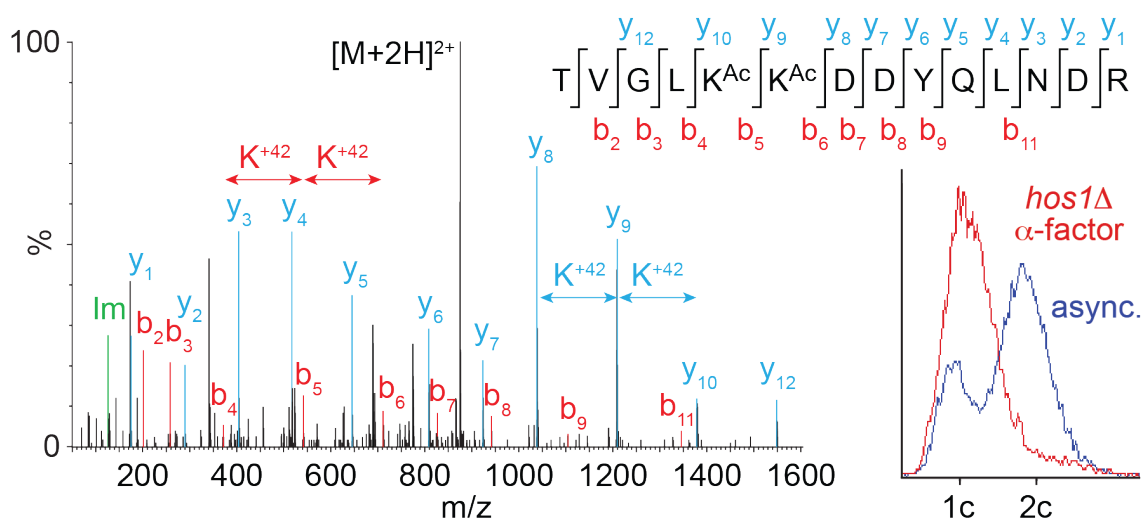 100
%
0
[M+2H]²⁺
K⁺⁴² K⁺⁴²
Im
y₁
b₂
b₃
y₂
b₄
y₃
y₄
b₅
y₅
b₆
y₆
b₇
y₇
b₈
y₈
b₉
y₉
K⁺⁴² K⁺⁴²
b₁₁
y₁₀
y₁₂
200 400 600 800 1000 1200 1400 1600
m/z
y₁₂ y₁₀ y₉ y₈ y₇ y₆ y₅ y₄ y₃ y₂ y₁
T V G L Kᴬᶜ Kᴬᶜ D D Y Q L N D R
b₂ b₃ b₄ b₅ b₆ b₇ b₈ b₉ b₁₁
hos1Δ
α-factor
async.
1c 2c